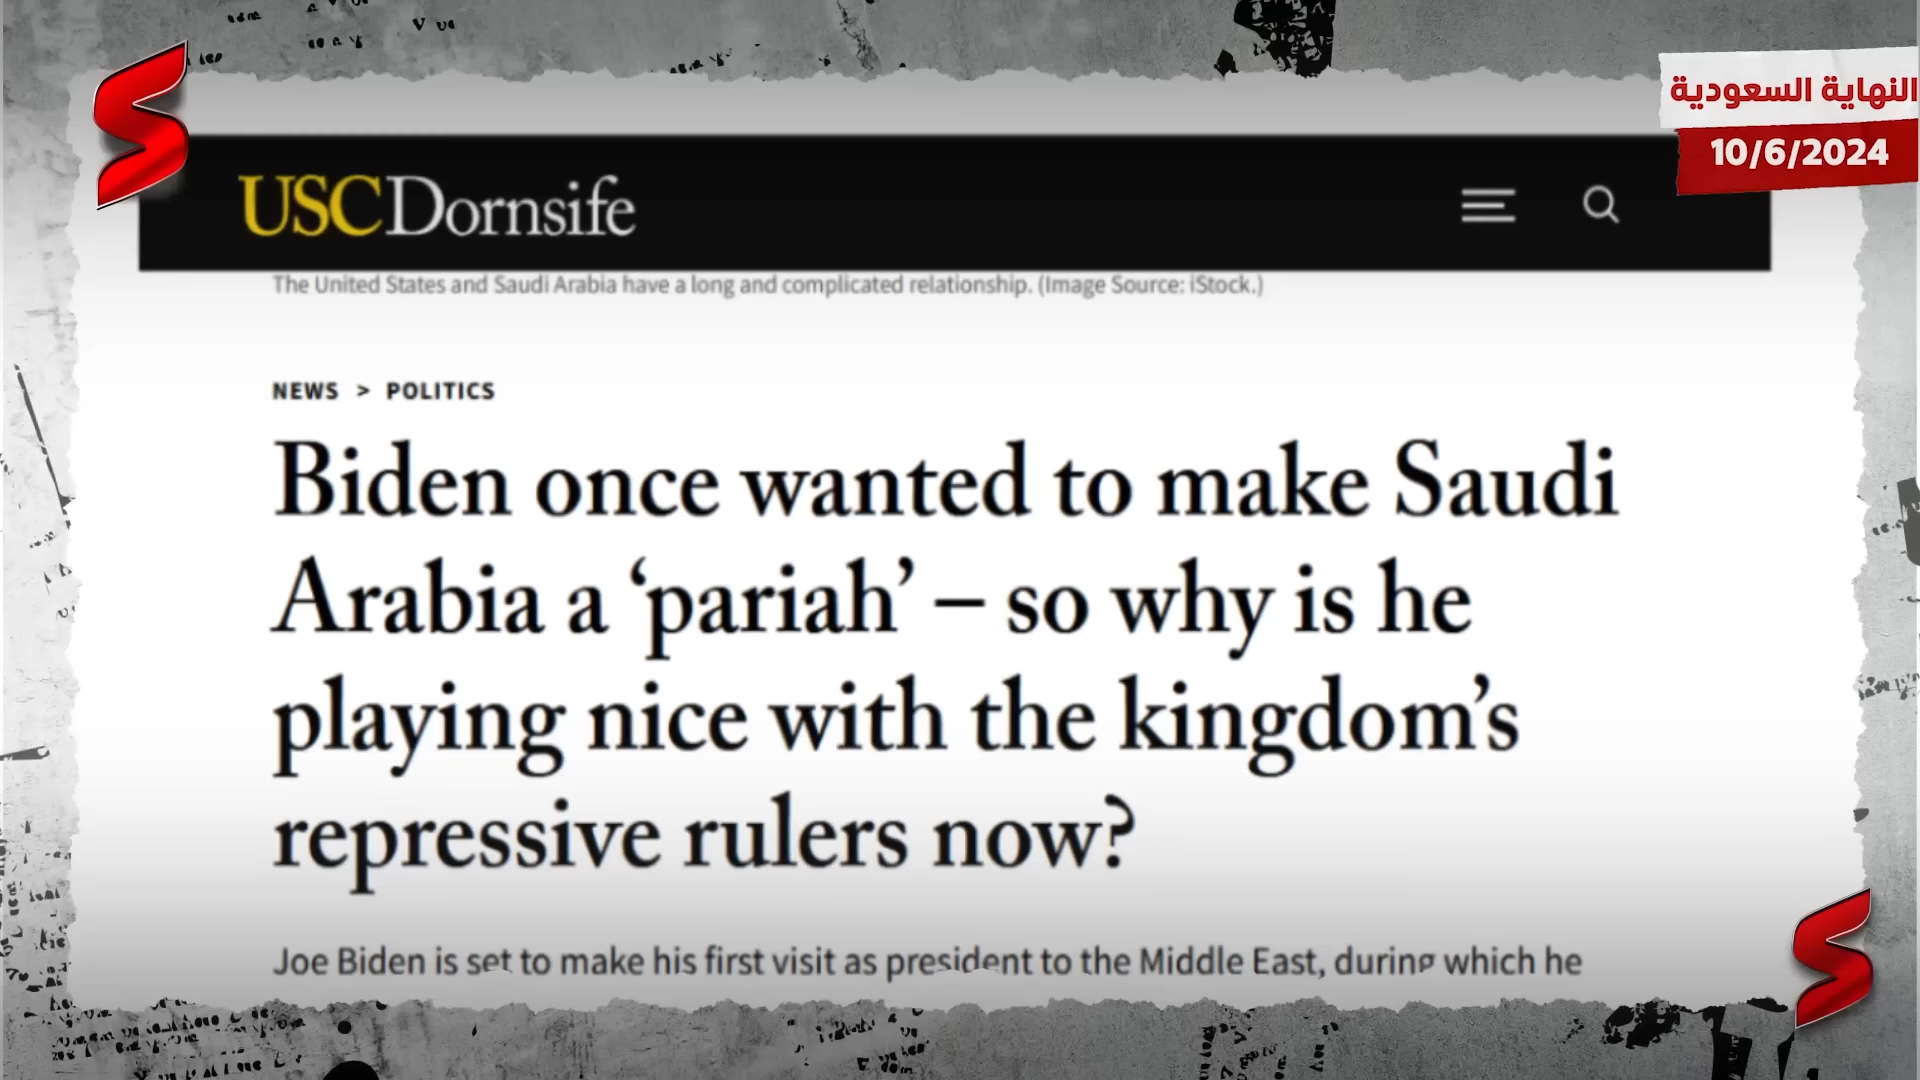 النهاية السعودية
10/6/2024
USC Dornsife
The United States and Saudi Arabia have a long and complicated relationship. (Image Source: iStock.)
NEWS > POLITICS
Biden once wanted to make Saudi
Arabia a ‘pariah’ – so why is he
playing nice with the kingdom’s
repressive rulers now?
Joe Biden is set to make his first visit as president to the Middle East, during which he